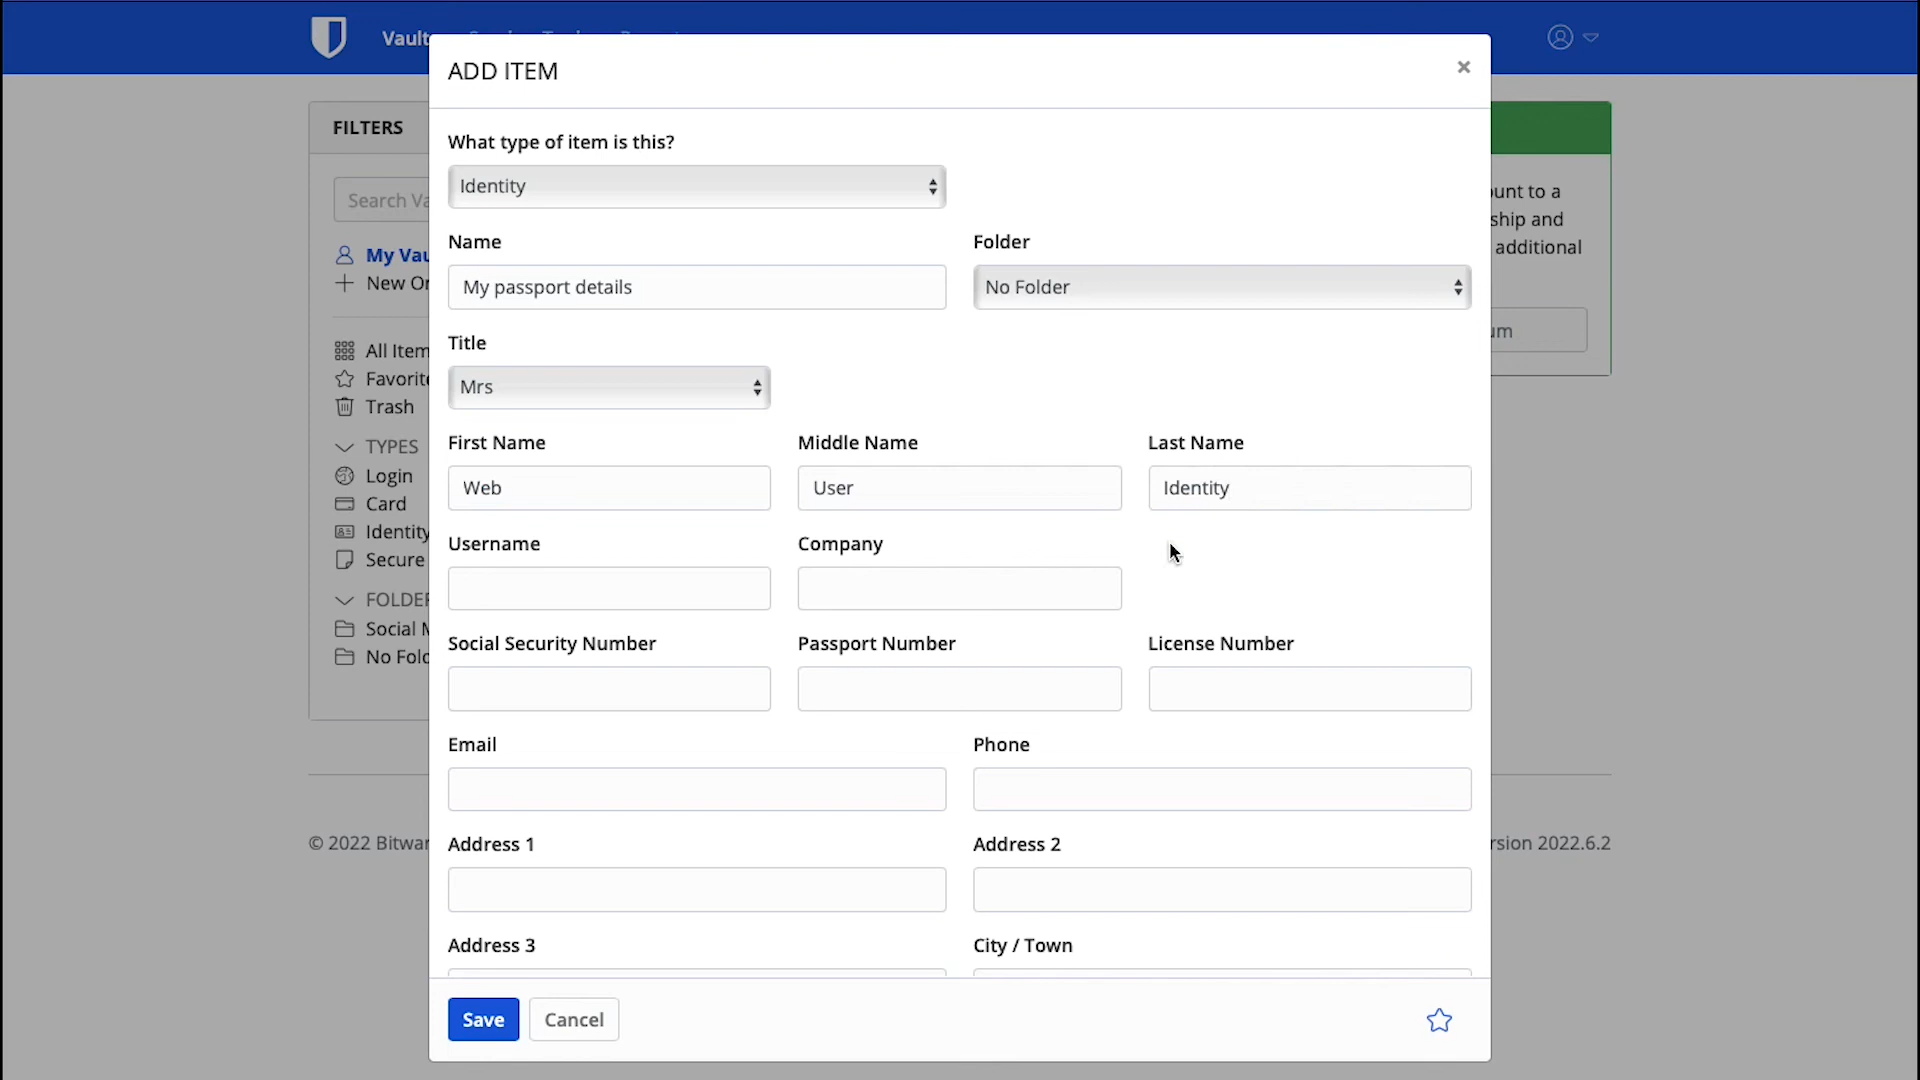 Vault
ADD ITEM
×
FILTERS
What type of item is this?
Identity
Search Va
My Vau
New Or
Name
Folder
My passport details
No Folder
Title
Mrs
All Item
Favorite
Trash
TYPES
Login
Card
Identity
Secure
FOLDER
Social M
No Fold
First Name
Middle Name
Last Name
Web
User
Identity
Username
Company
Social Security Number
Passport Number
License Number
Email
Phone
Address 1
Address 2
Address 3
City / Town
Save
Cancel
ount to a
ship and
additional
um
© 2022 Bitwar
rsion 2022.6.2